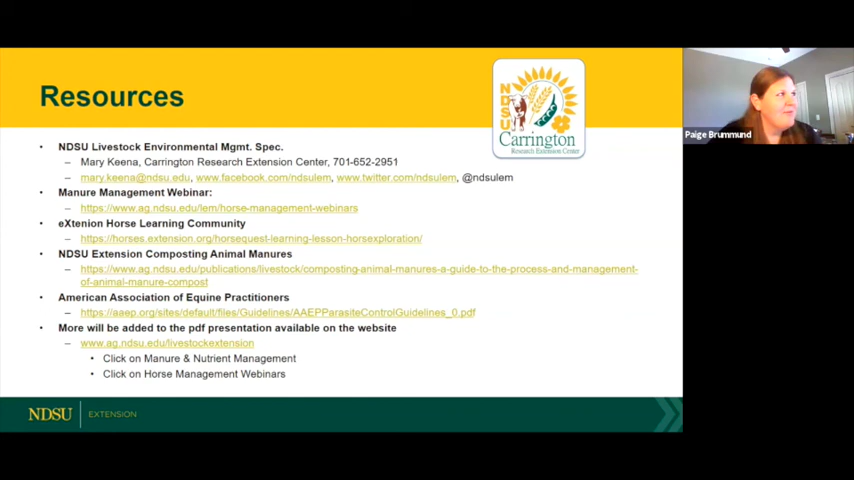 Resources
NDSU
Carrington
Research Extension Center
Paige Brummund
• NDSU Livestock Environmental Mgmt. Spec.
– Mary Keena, Carrington Research Extension Center, 701-652-2951
– mary.keena@ndsu.edu, www.facebook.com/ndsulem, www.twitter.com/ndsulem, @ndsulem
• Manure Management Webinar:
– https://www.ag.ndsu.edu/lem/horse-management-webinars
• eXtenion Horse Learning Community
– https://horses.extension.org/horsequest-learning-lesson-horsexploration/
• NDSU Extension Composting Animal Manures
– https://www.ag.ndsu.edu/publications/livestock/composting-animal-manures-a-guide-to-the-process-and-management-
of-animal-manure-compost
• American Association of Equine Practitioners
– https://aaep.org/sites/default/files/Guidelines/AAEPParasiteControlGuidelines_0.pdf
• More will be added to the pdf presentation available on the website
– www.ag.ndsu.edu/livestockextension
• Click on Manure & Nutrient Management
• Click on Horse Management Webinars
NDSU EXTENSION